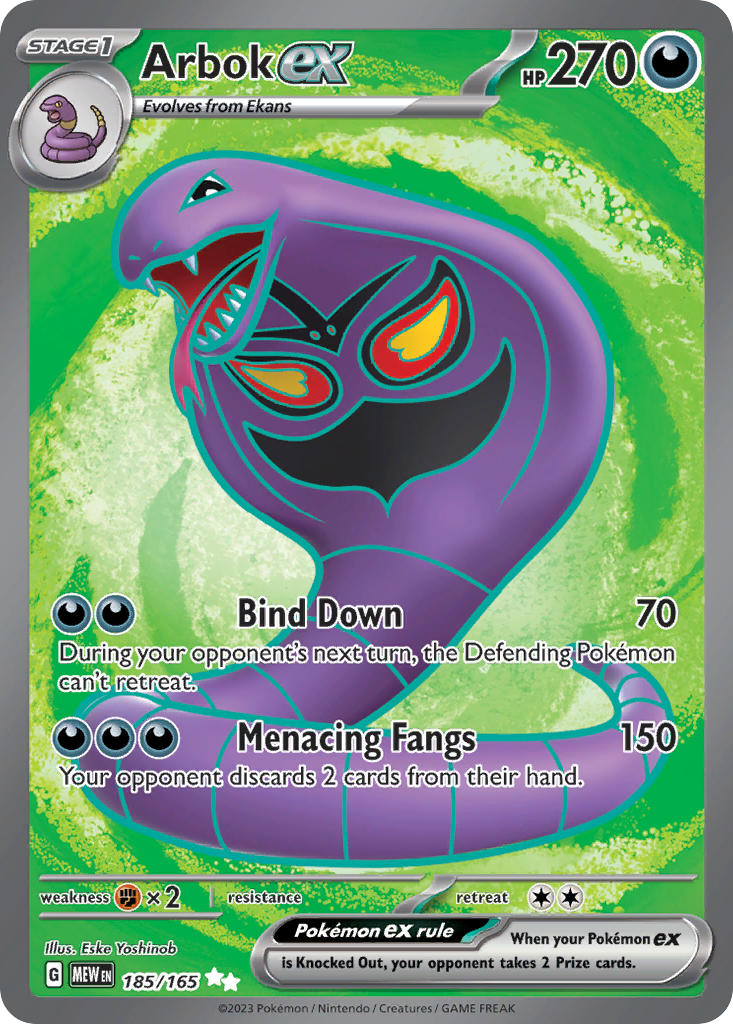 STAGE 1
Arbok ex
HP 270
Evolves from Ekans
Bind Down 70
During your opponent's next turn, the Defending Pokémon
can't retreat.
Menacing Fangs 150
Your opponent discards 2 cards from their hand.
weakness ×2 resistance retreat
Pokémon ex rule
When your Pokémon ex
is Knocked Out, your opponent takes 2 Prize cards.
Illus. Eske Yoshinob
G MEW EN 185/165
©2023 Pokémon / Nintendo / Creatures / GAME FREAK